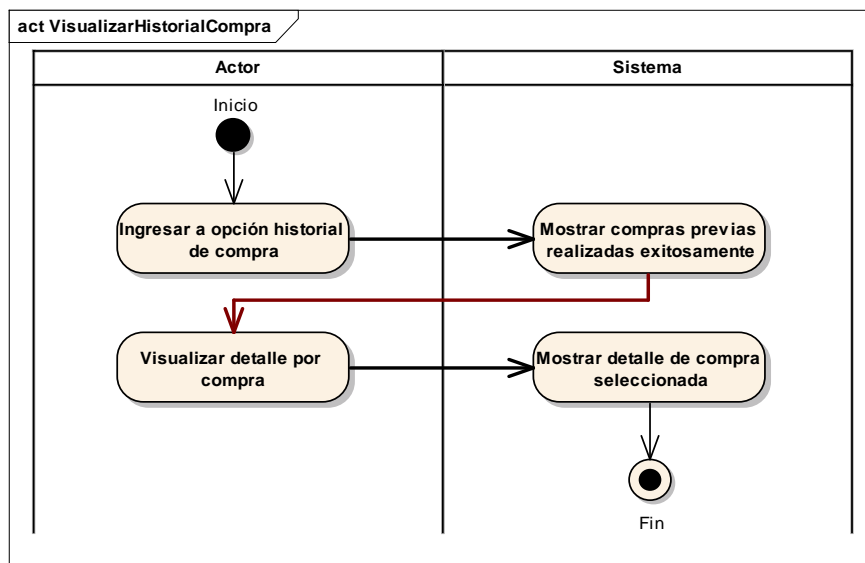 act VisualizarHistorialCompra
Actor
Sistema
Inicio
Ingresar a opción historial
de compra
Mostrar compras previas
realizadas exitosamente
Visualizar detalle por
compra
Mostrar detalle de compra
seleccionada
Fin